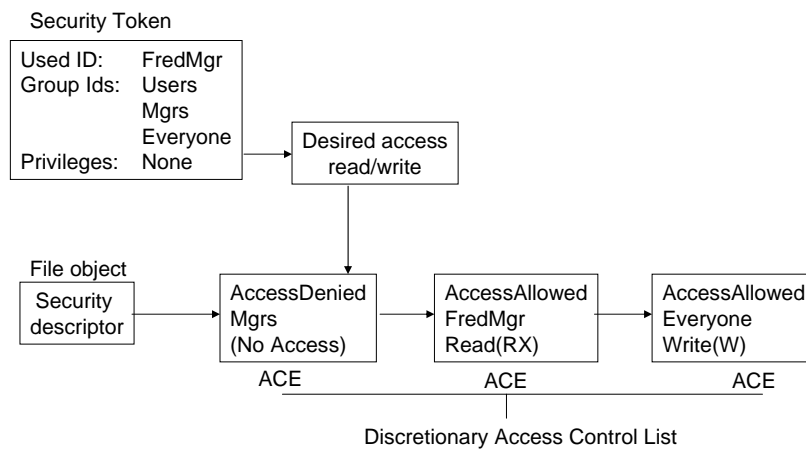 Security Token
Used ID: FredMgr
Group Ids: Users
Mgrs
Everyone
Privileges: None
Desired access
read/write
File object
Security
descriptor
AccessDenied
Mgrs
(No Access)
ACE
AccessAllowed
FredMgr
Read(RX)
ACE
AccessAllowed
Everyone
Write(W)
ACE
Discretionary Access Control List